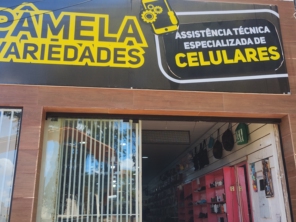 PÂMELA
VARIEDADES
ASSISTÊNCIA TÉCNICA
ESPECIALIZADA DE
CELULARES